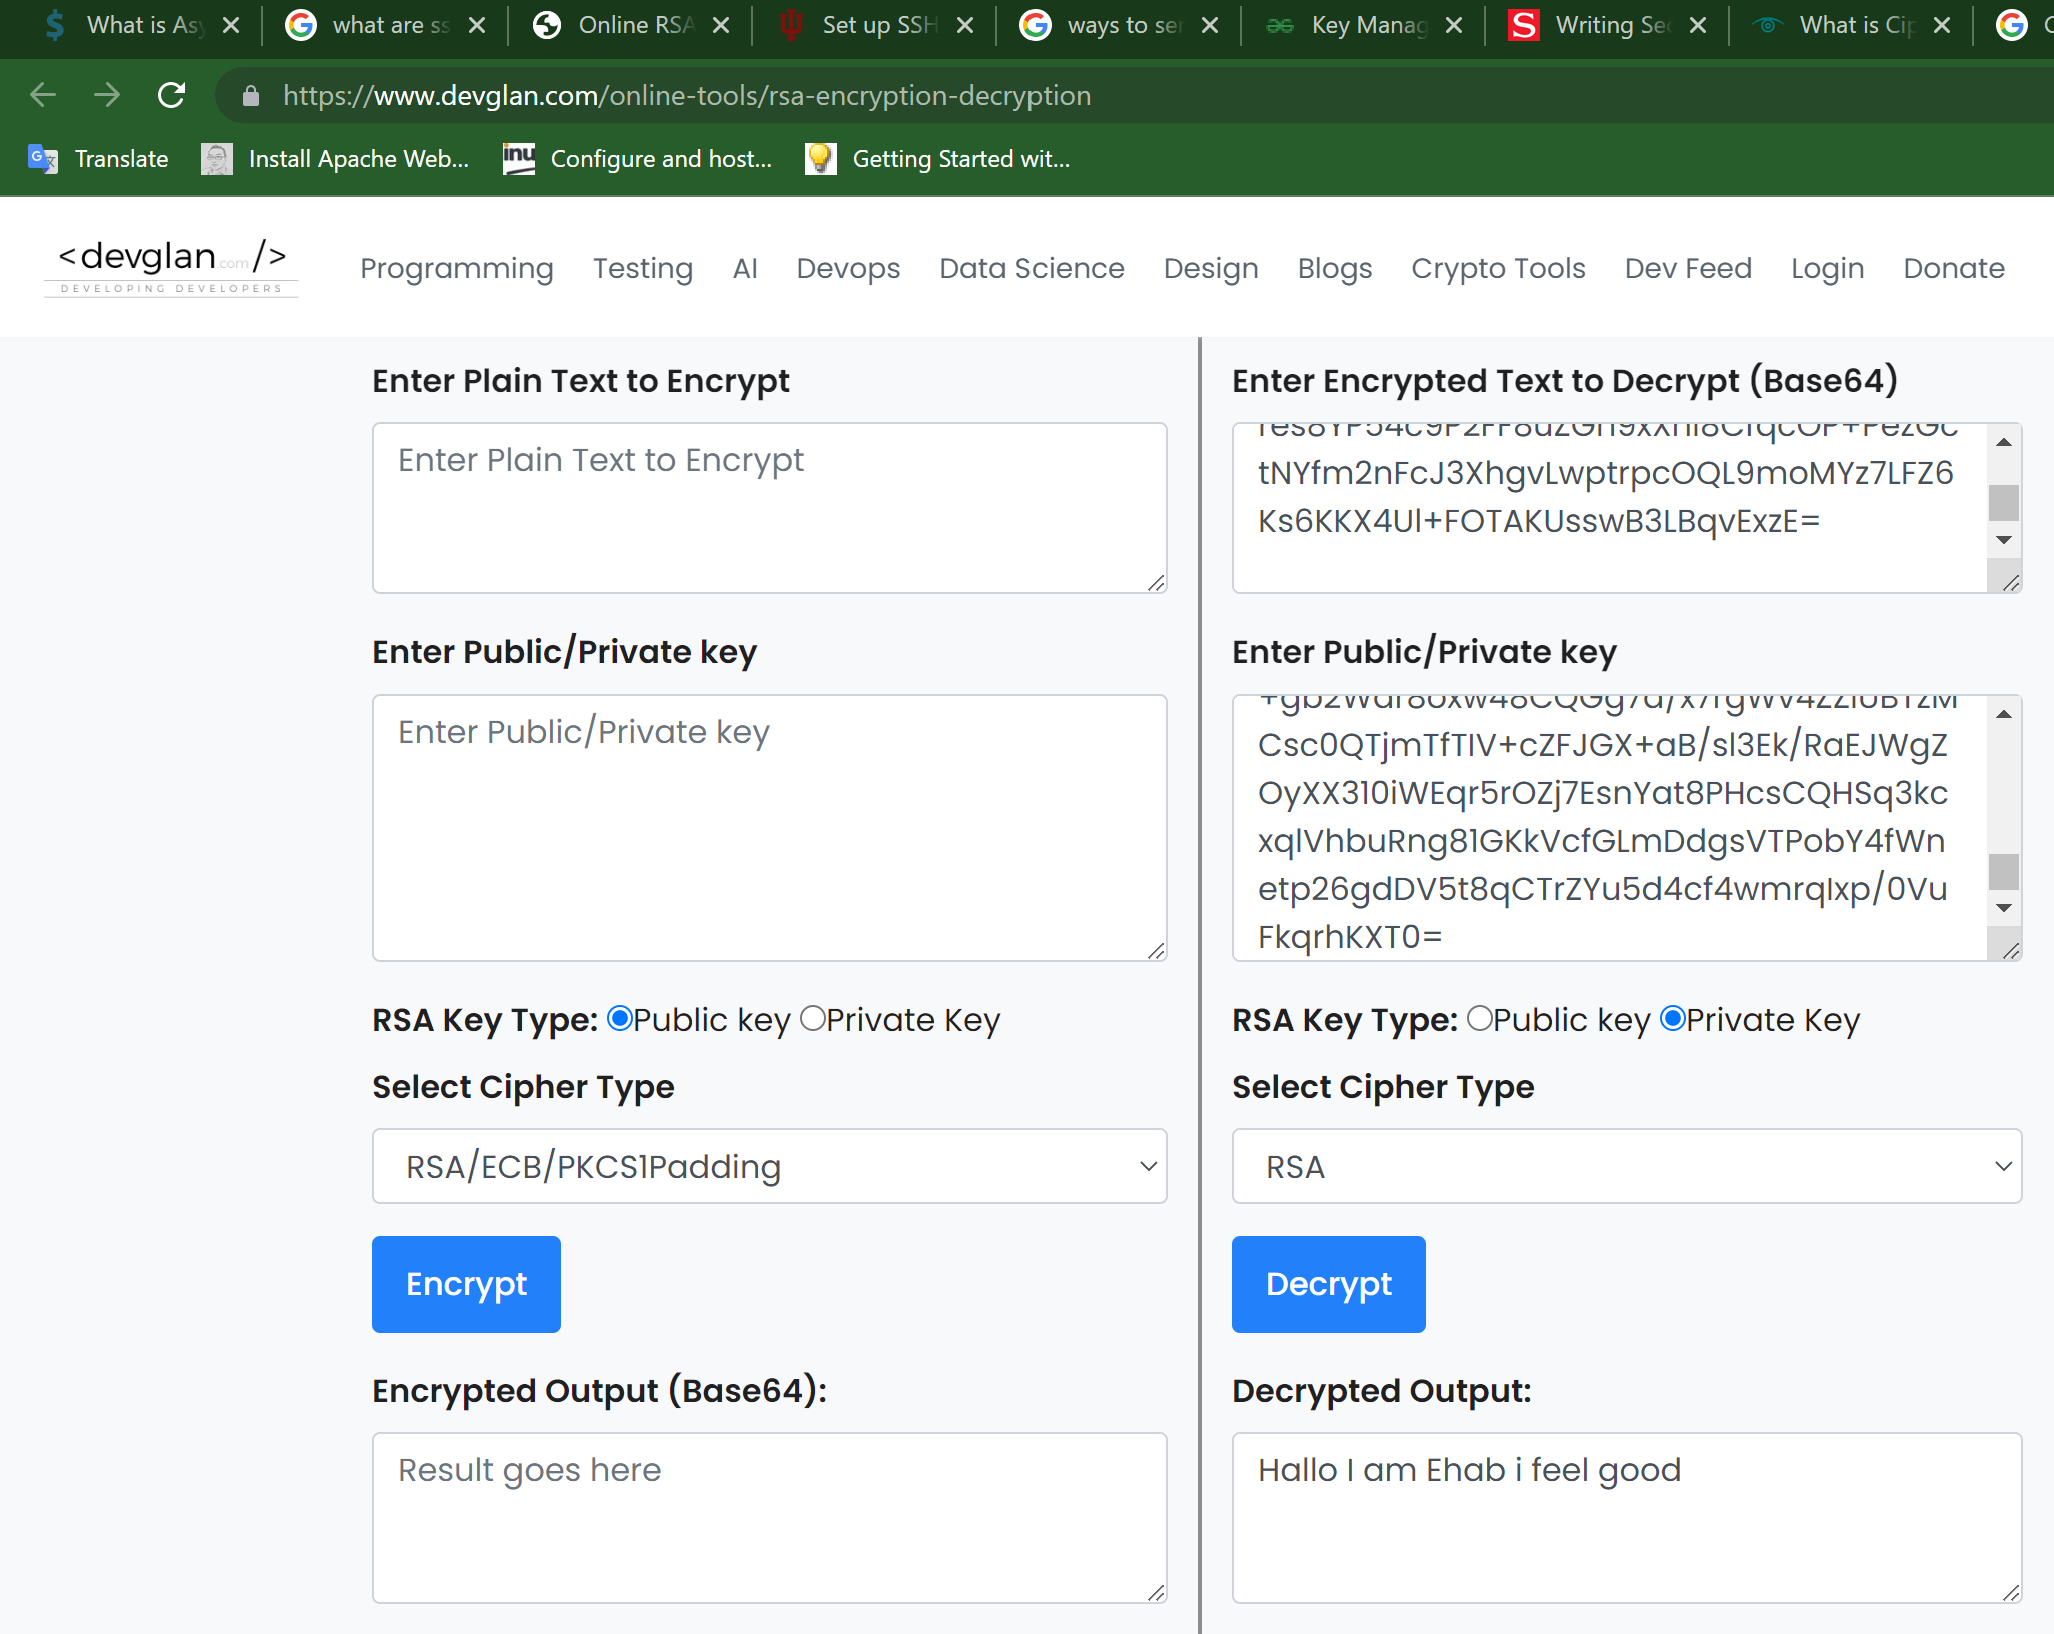 What is Asy
what are ss
Online RSA
Set up SSH
ways to ser
Key Manag
Writing Sec
What is Cip
https://www.devglan.com/online-tools/rsa-encryption-decryption
Translate
Install Apache Web...
Configure and host...
Getting Started wit...
<devglan.com/>
DEVELOPING DEVELOPERS
Programming Testing AI Devops Data Science Design Blogs Crypto Tools Dev Feed Login Donate
Enter Plain Text to Encrypt
Enter Plain Text to Encrypt
Enter Public/Private key
Enter Public/Private key
RSA Key Type: Public key Private Key
Select Cipher Type
RSA/ECB/PKCS1Padding
Encrypt
Encrypted Output (Base64):
Result goes here
Enter Encrypted Text to Decrypt (Base64)
tNYfm2nFcJ3XhgvLwptrpcOQL9moMYz7LFZ6
Ks6KKX4Ul+FOTAKUsswB3LBqvExzE=
Enter Public/Private key
Csc0QTjmTfTIV+cZFJGX+aB/sl3Ek/RaEJWgZ
OyXX310iWEqr5rOZj7EsnYat8PHcsCQHSq3kc
xqlVhbuRng81GKkVcfGLmDdgsVTPobY4fWn
etp26gdDV5t8qCTrZYu5d4cf4wmrqIxp/0Vu
FkqrhKXT0=
RSA Key Type: Public key Private Key
Select Cipher Type
RSA
Decrypt
Decrypted Output:
Hallo I am Ehab i feel good